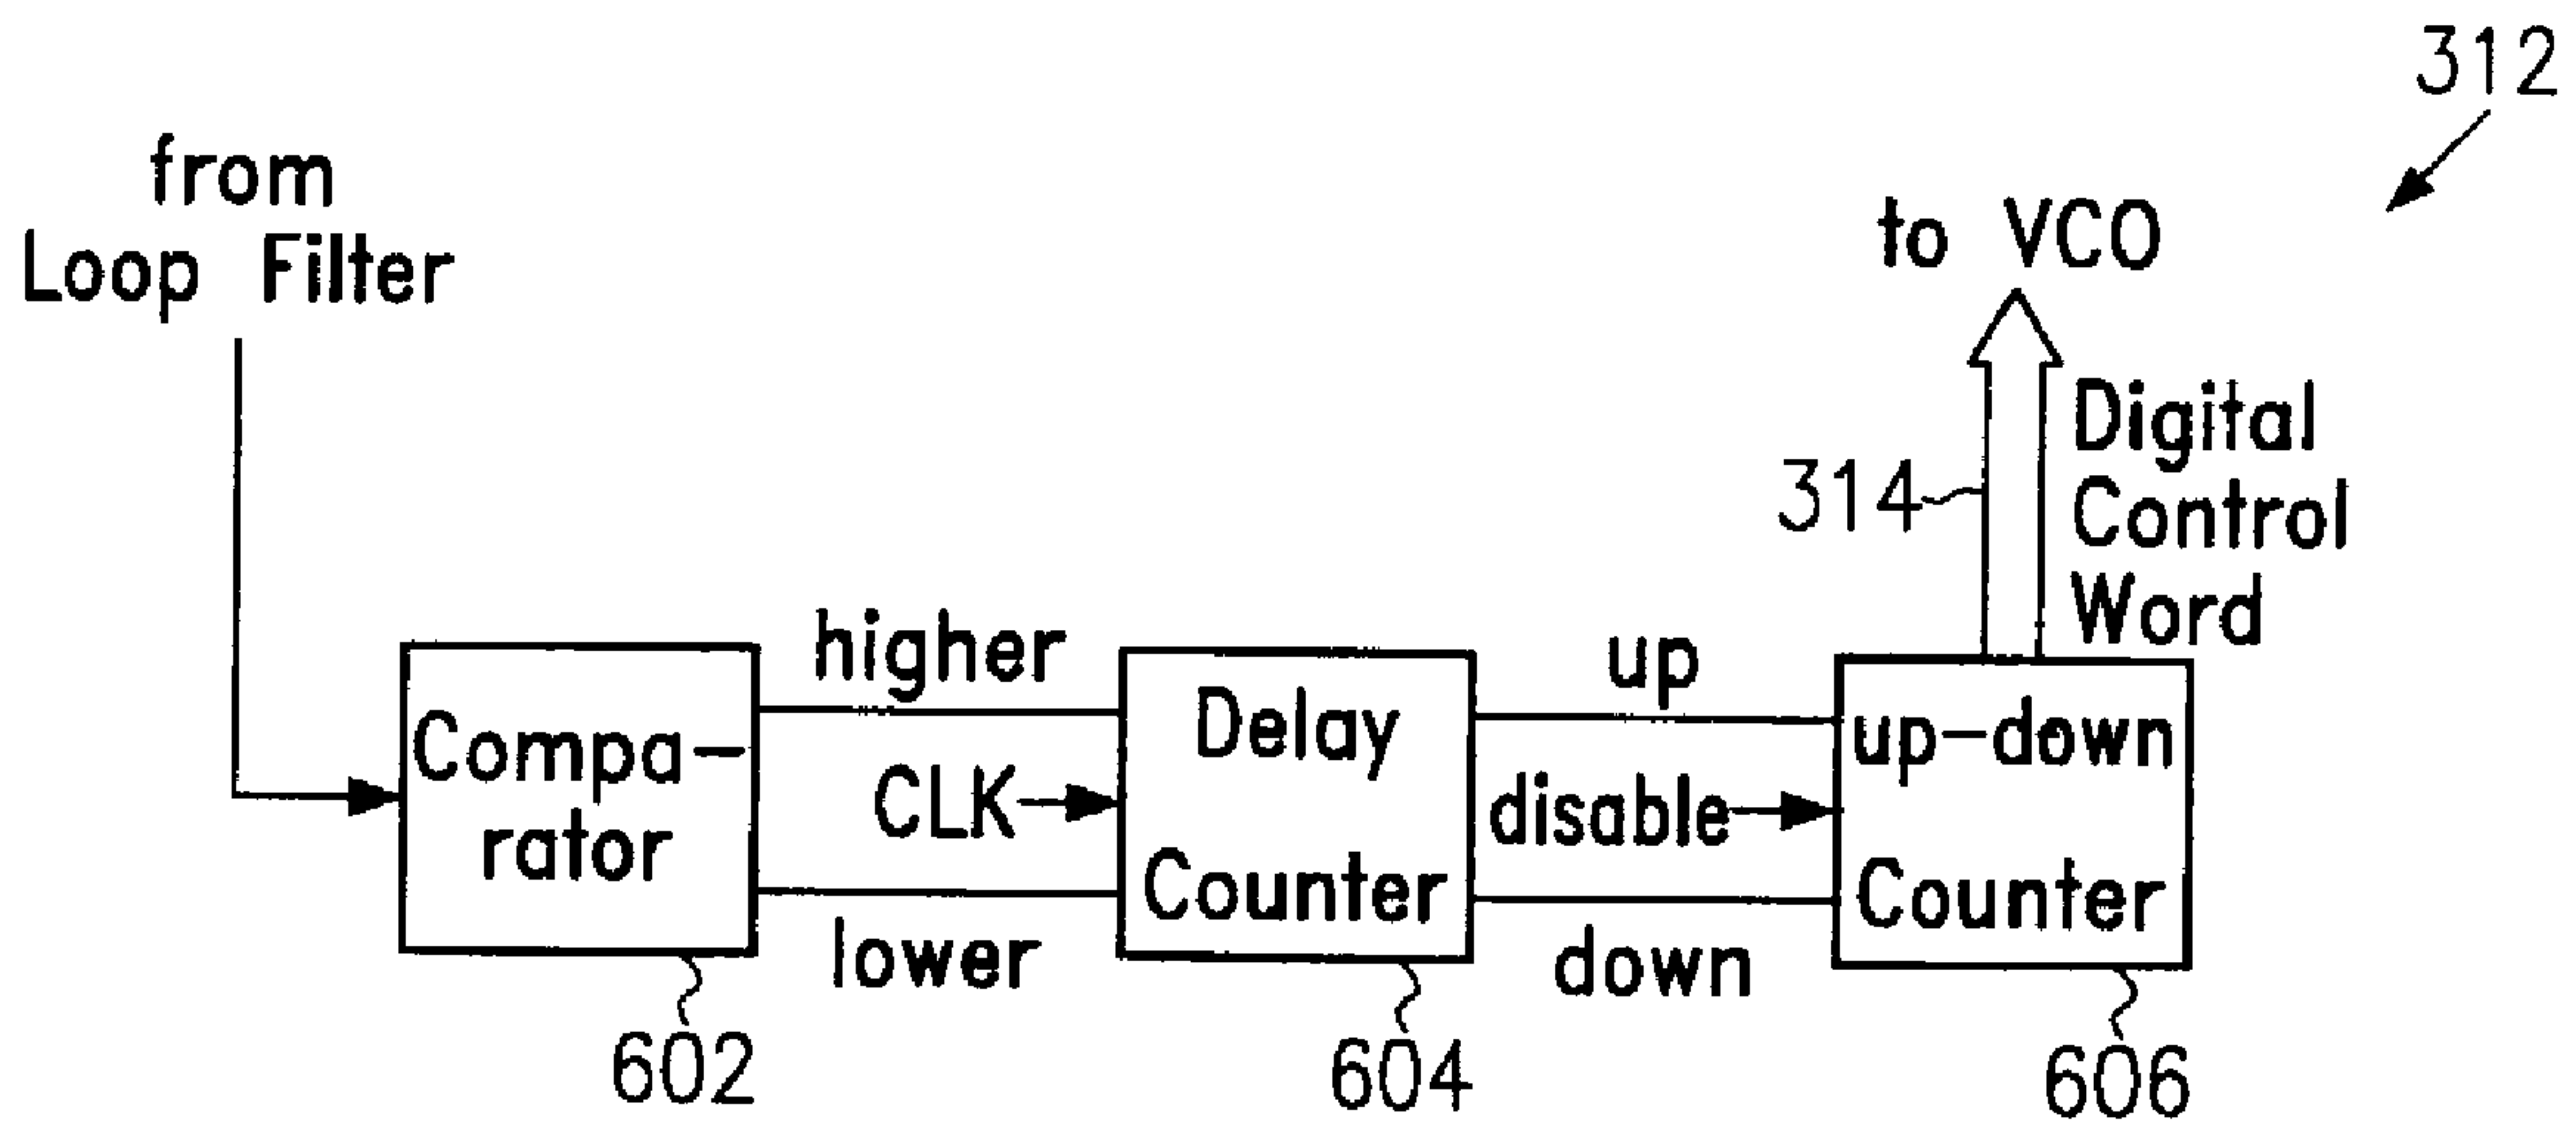 312
from
Loop Filter
to VCO
314
Digital
Control
Word
higher
up
Compa-
rator
CLK
Delay
Counter
disable
up-down
Counter
lower
down
602
604
606